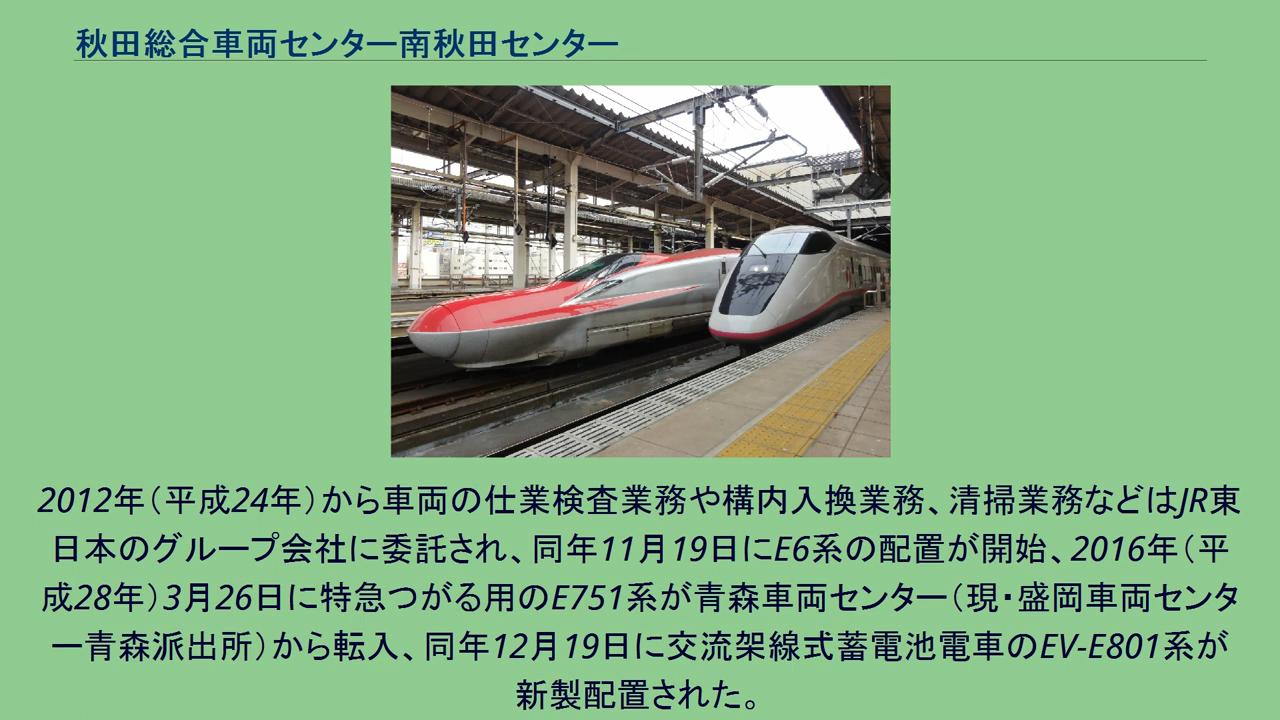 秋田総合車両センター南秋田センター
2012年（平成24年）から車両の仕業検査業務や構内入換業務、清掃業務などはJR東
日本のグループ会社に委託され、同年11月19日にE6系の配置が開始、2016年（平
成28年）3月26日に特急つがる用のE751系が青森車両センター（現・盛岡車両センタ
ー青森派出所）から転入、同年12月19日に交流架線式蓄電池電車のEV-E801系が
新製配置された。